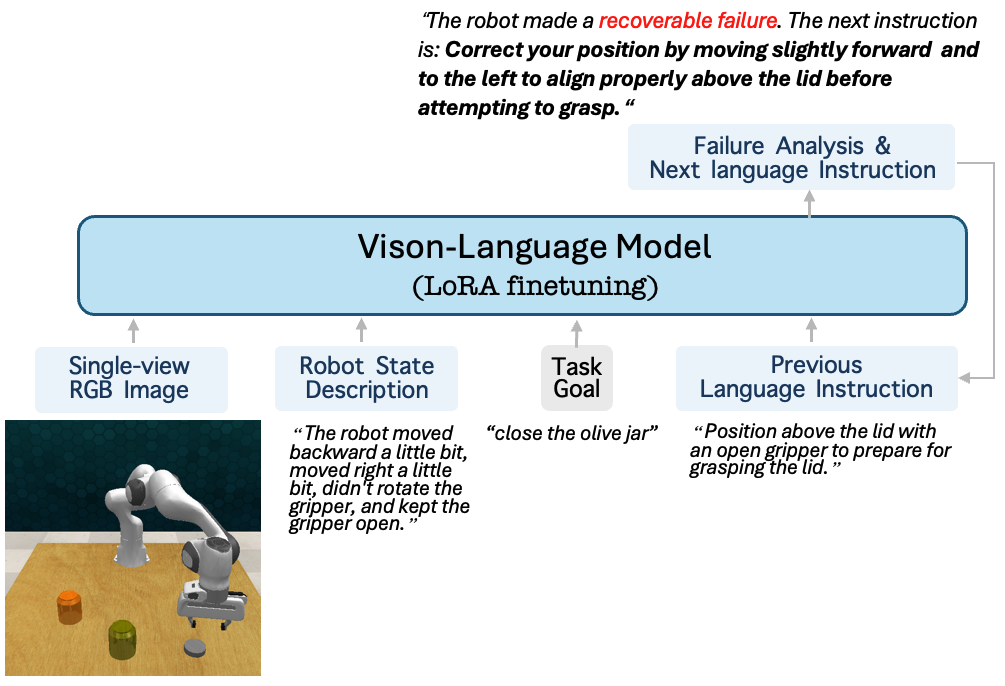 “The robot made a recoverable failure. The next instruction
is: Correct your position by moving slightly forward and
to the left to align properly above the lid before
attempting to grasp. “
Failure Analysis &
Next language Instruction
Vison-Language Model
(LoRA finetuning)
Single-view
RGB Image
Robot State
Description
Task
Goal
Previous
Language Instruction
“The robot moved
backward a little bit,
moved right a little
bit, didn't rotate the
gripper, and kept the
gripper open.”
“close the olive jar”
“Position above the lid with
an open gripper to prepare for
grasping the lid.”